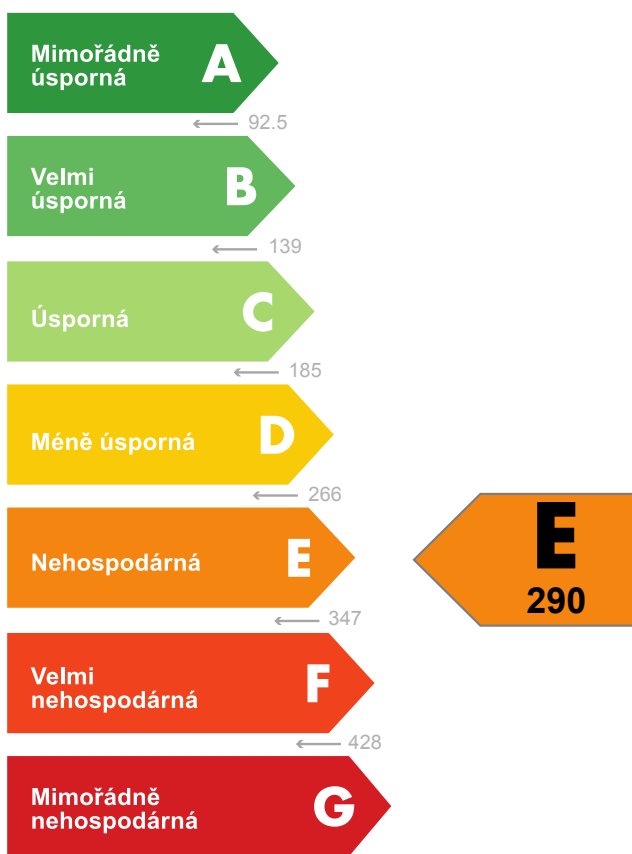 Mimořádně
úsporná
A
← 92.5
Velmi
úsporná
B
← 139
Úsporná
C
← 185
Méně úsporná
D
← 266
Nehospodárná
E
E
290
← 347
Velmi
nehospodárná
F
← 428
Mimořádně
nehospodárná
G